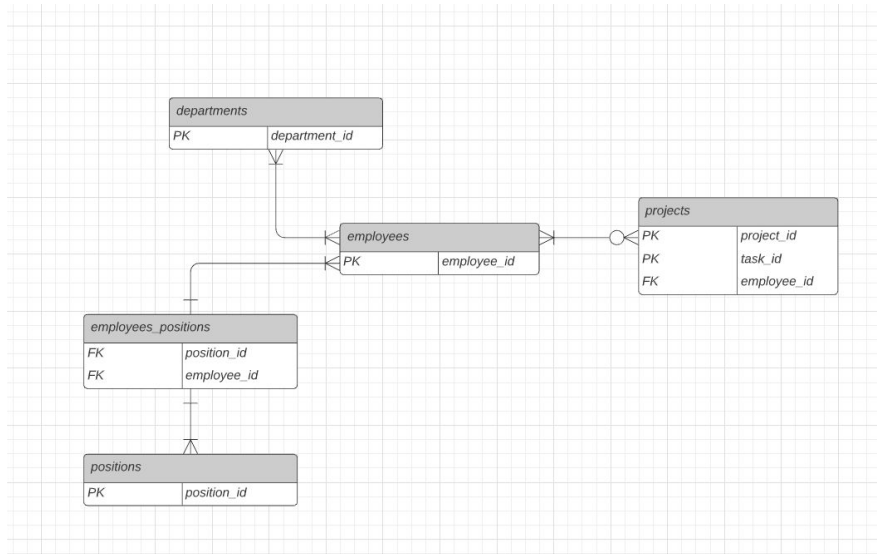 departments
PK department_id
employees
PK employee_id
projects
PK project_id
PK task_id
FK employee_id
employees_positions
FK position_id
FK employee_id
positions
PK position_id